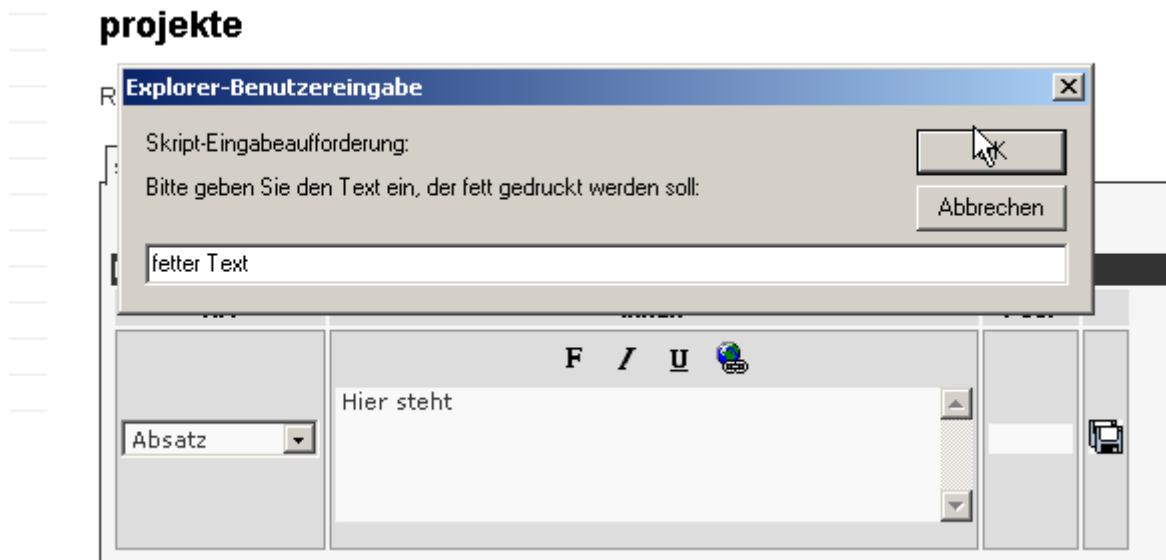 projekte
R
Explorer-Benutzereingabe
Skript-Eingabeaufforderung:
OK
Bitte geben Sie den Text ein, der fett gedruckt werden soll:
Abbrechen
fetter Text
F I U
Hier steht
Absatz